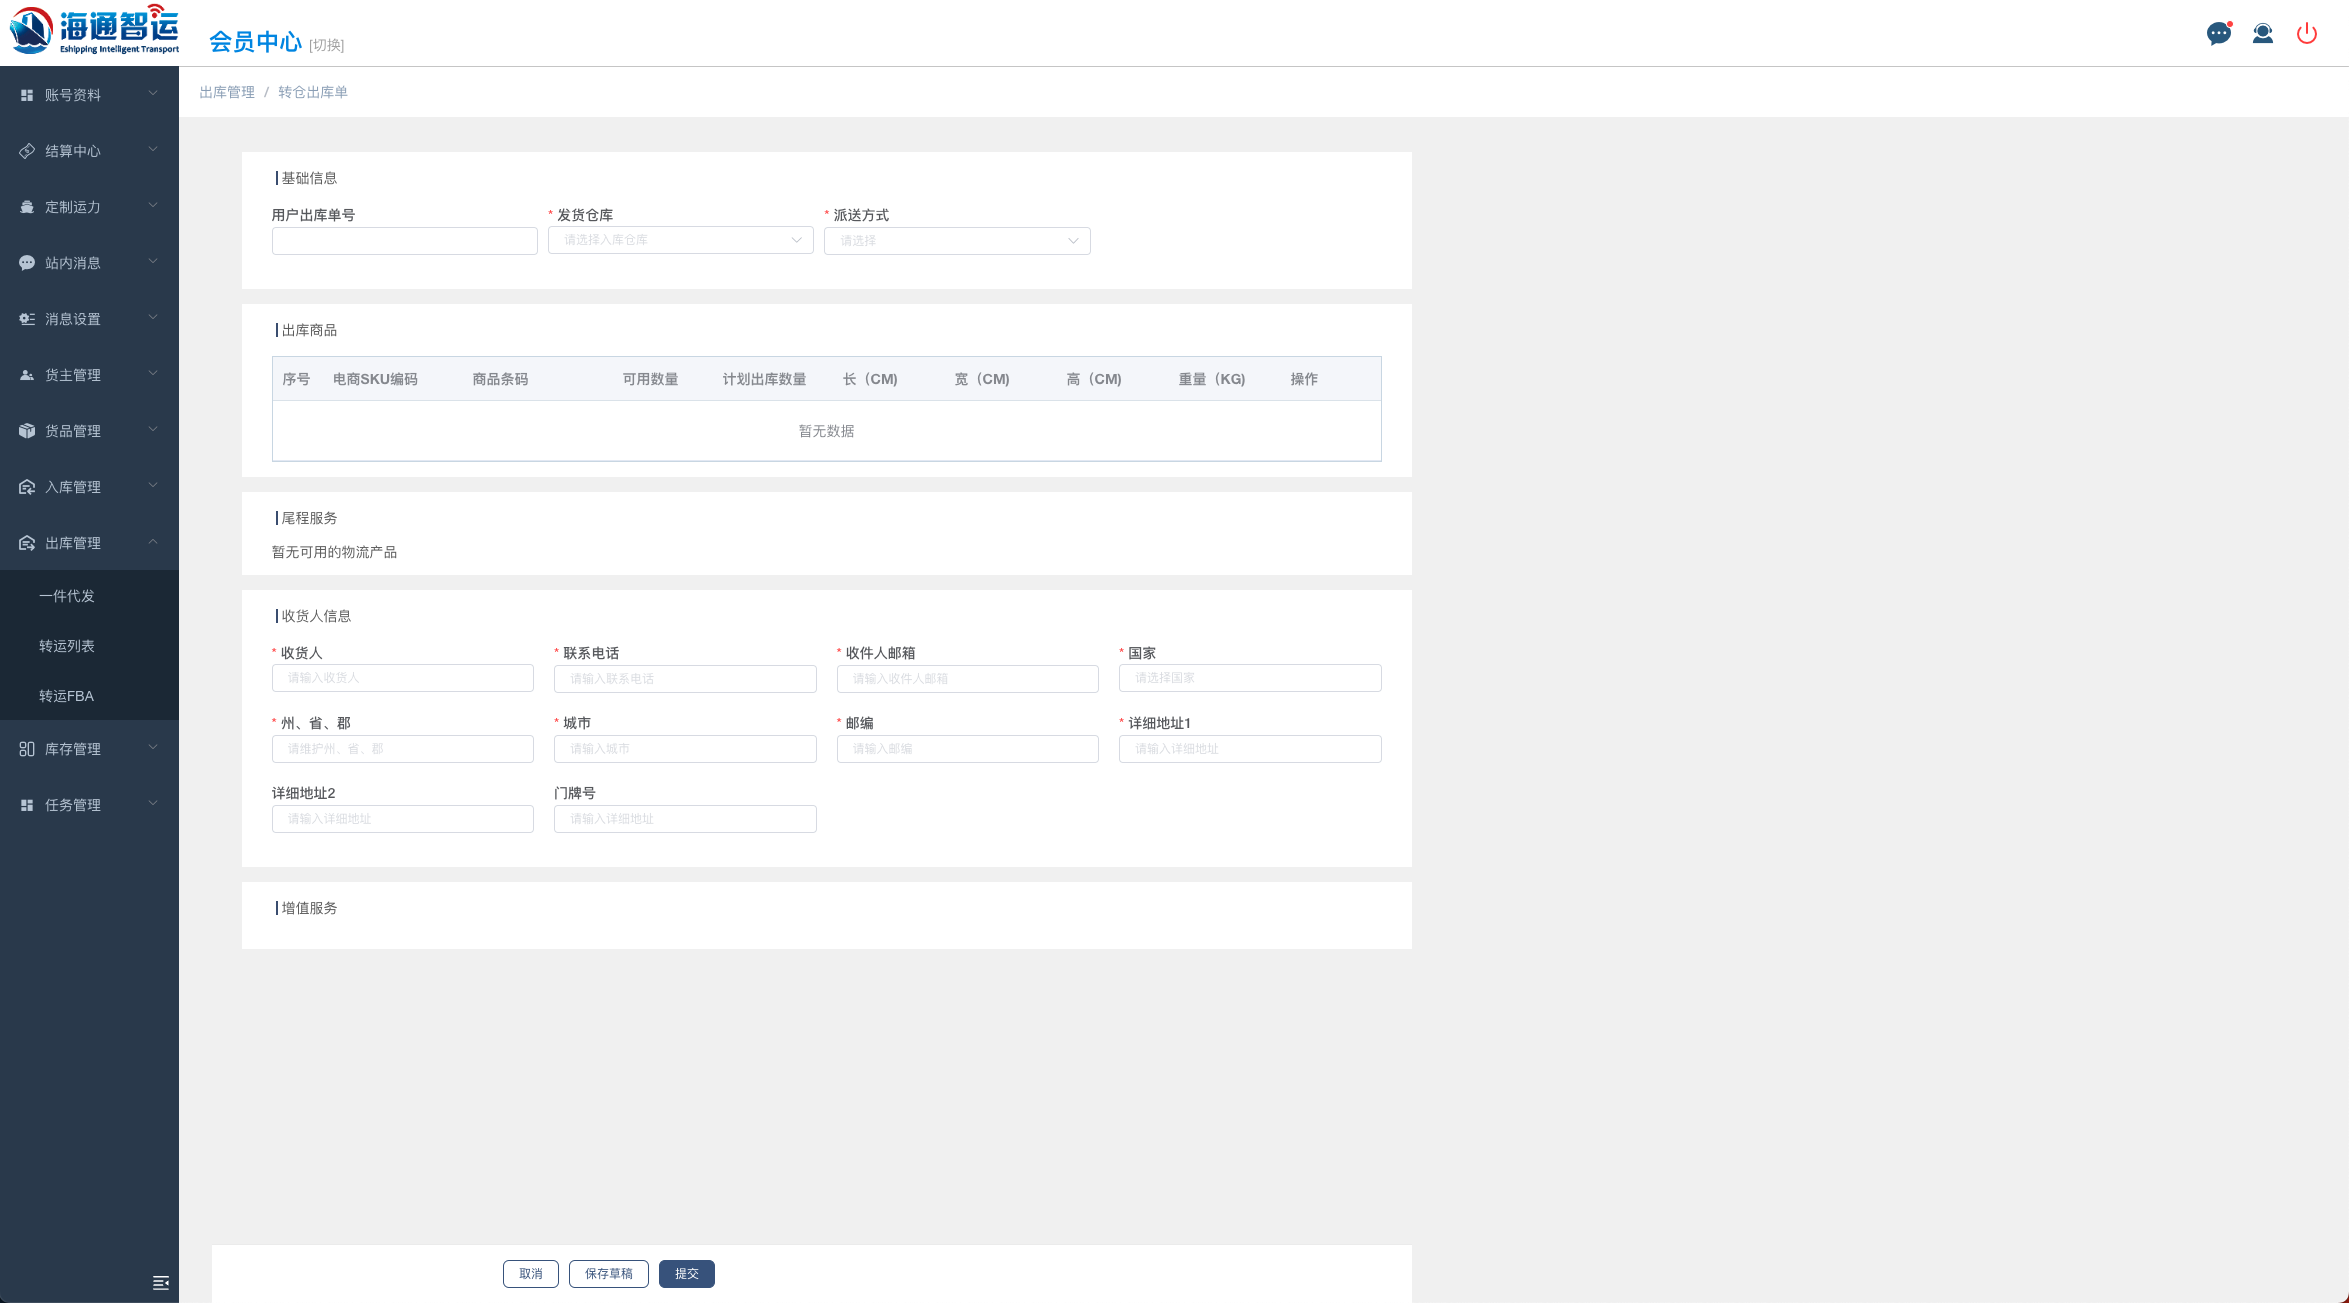 海通智运
Eshipping Intelligent Transport
会员中心 [切换]
账号资料
结算中心
定制运力
站内消息
消息设置
货主管理
货品管理
入库管理
出库管理
一件代发
转运列表
转运FBA
库存管理
任务管理
出库管理 / 转仓出库单
基础信息
用户出库单号 * 发货仓库 * 派送方式
请选择入库仓库 请选择
出库商品
序号 电商SKU编码 商品条码 可用数量 计划出库数量 长（CM) 宽（CM) 高（CM) 重量（KG) 操作
暂无数据
尾程服务
暂无可用的物流产品
收货人信息
* 收货人 * 联系电话 * 收件人邮箱 * 国家
请输入收货人 请输入联系电话 请输入收件人邮箱 请选择国家
* 州、省、郡 * 城市 * 邮编 * 详细地址1
请维护州、省、郡 请输入城市 请输入邮编 请输入详细地址
详细地址2 门牌号
请输入详细地址 请输入详细地址
增值服务
取消 保存草稿 提交